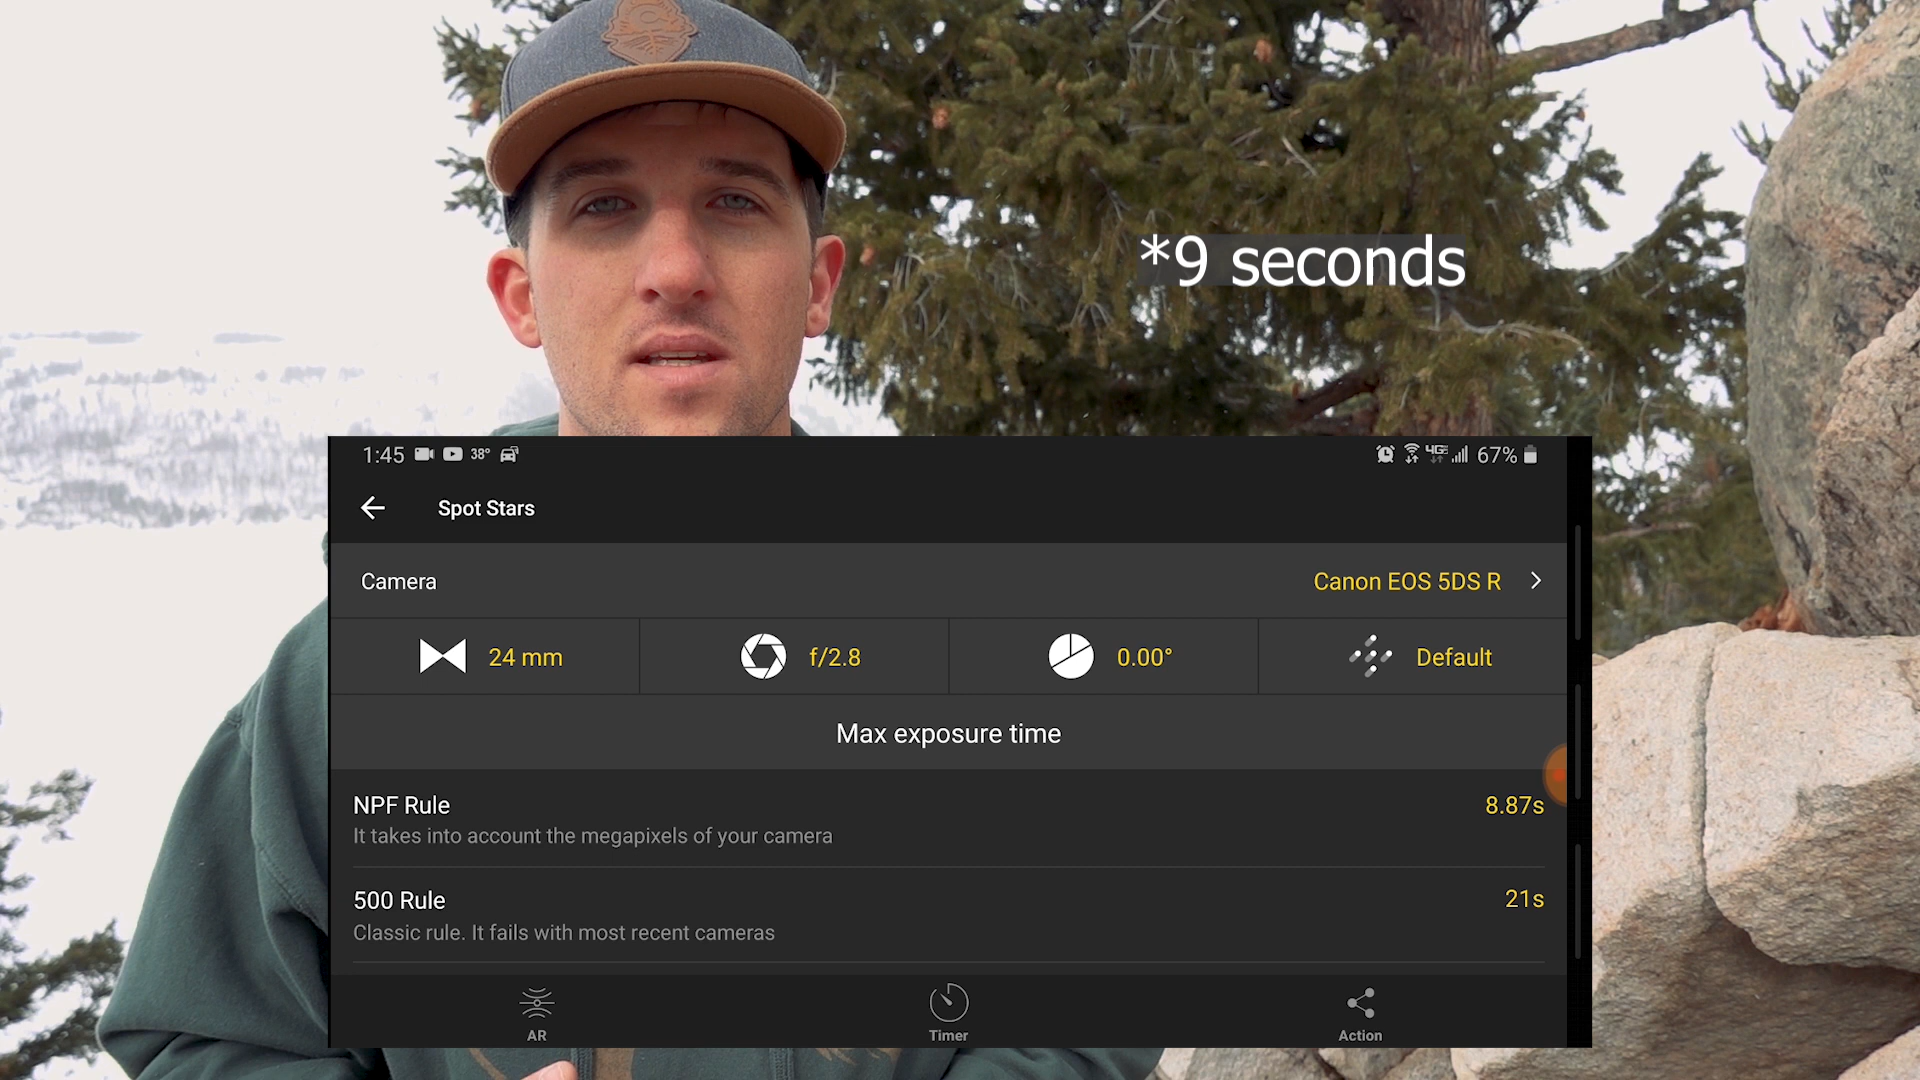 *9 seconds
1:45 38° 4GE 67%
Spot Stars
Camera Canon EOS 5DS R
24 mm f/2.8 0.00° Default
Max exposure time
NPF Rule 8.87s
It takes into account the megapixels of your camera
500 Rule 21s
Classic rule. It fails with most recent cameras
AR Timer Action